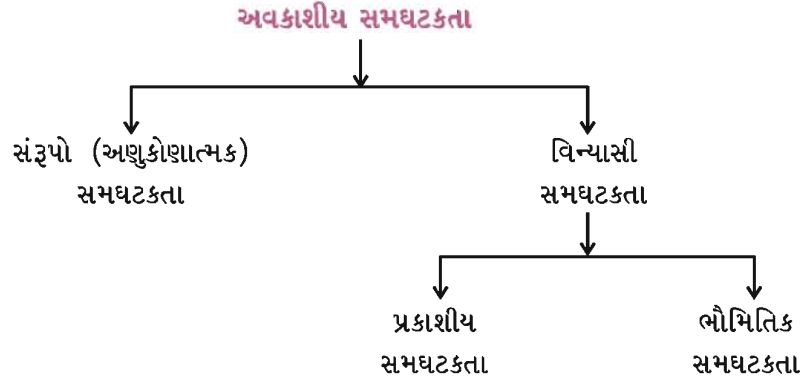 અવકાશીય સમઘટકતા
સંરૂપો (અણુકોણાત્મક)
સમઘટકતા
વિન્યાસી
સમઘટકતા
પ્રકાશીય
સમઘટકતા
ભૌમિતિક
સમઘટકતા